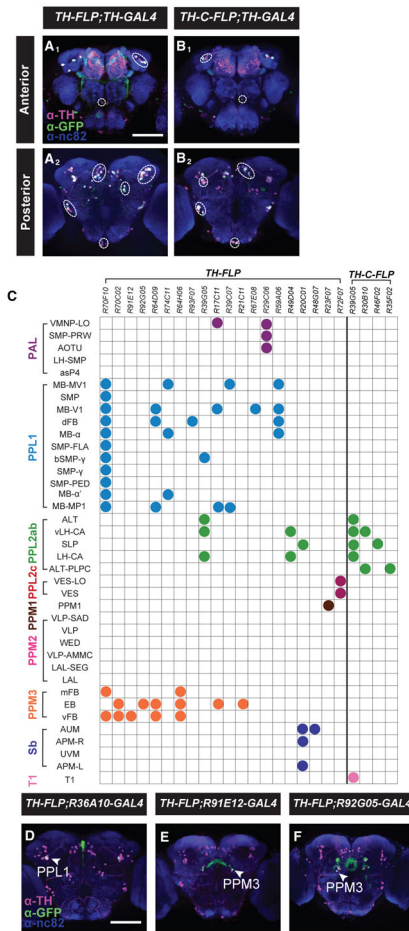 TH-FLP;TH-GAL4
TH-C-FLP;TH-GAL4
Anterior
A1
B1
α-TH
α-GFP
α-nc82
Posterior
A2
B2
C
TH-FLP
TH-C-FLP
R70F10
R70C02
R91E12
R92G05
R64D09
R74C11
R64H06
R93F07
R39G05
R17C11
R39C07
R21C11
R67E08
R29C06
R59A06
R49D04
R20C01
R48G07
R23F07
R72F07
R39G05
R30B10
R46F02
R35F02
PAL
VMNP-LO
SMP-PRW
AOTU
LH-SMP
asP4
PPL1
MB-MV1
SMP
MB-V1
dFB
MB-α
SMP-FLA
bSMP-γ
SMP-γ
SMP-PED
MB-α'
MB-MP1
PPL2ab
ALT
vLH-CA
SLP
LH-CA
ALT-PLPC
PPL2c
VES-LO
VES
PPM1
PPM1
PPM2
VLP-SAD
VLP
WED
VLP-AMMC
LAL-SEG
LAL
PPM3
mFB
EB
vFB
Sb
AUM
APM-R
UVM
APM-L
T1
T1
TH-FLP;R36A10-GAL4
TH-FLP;R91E12-GAL4
TH-FLP;R92G05-GAL4
D
PPL1
α-TH
α-GFP
α-nc82
E
PPM3
F
PPM3